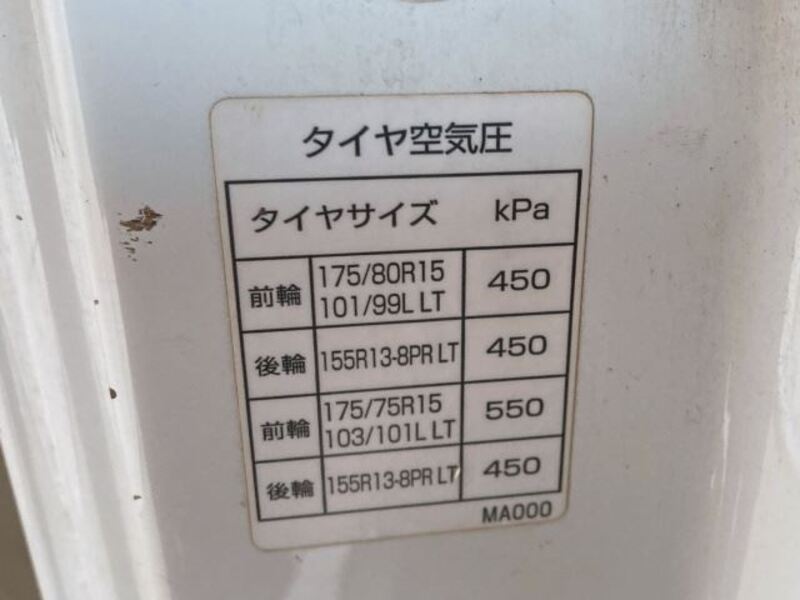 タイヤ空気圧
タイヤサイズ kPa
前輪 175/80R15 101/99L LT 450
後輪 155R13-8PR LT 450
前輪 175/75R15 103/101L LT 550
後輪 155R13-8PR LT 450
MA000